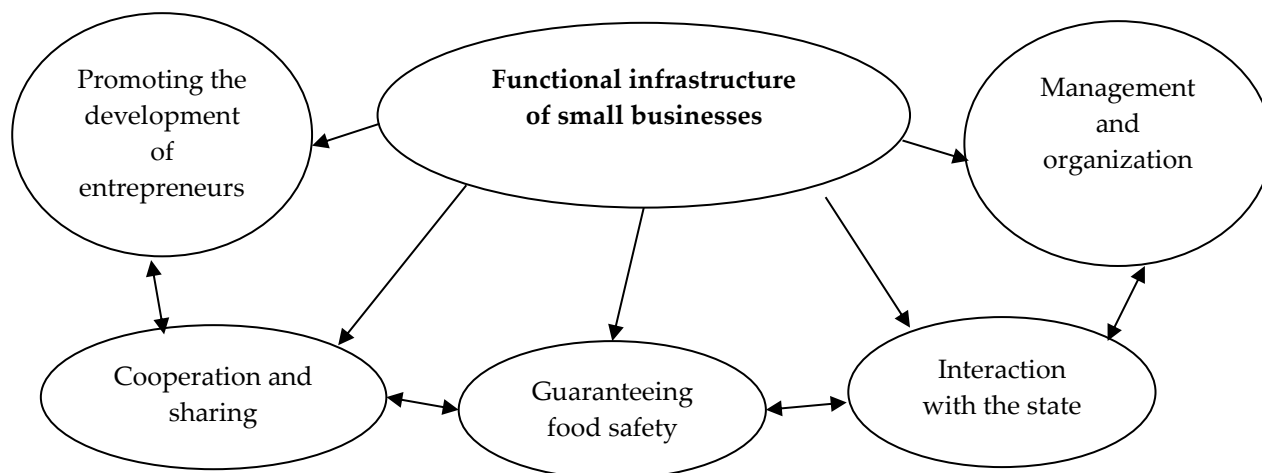 Promoting the
development
of
entrepreneurs
Functional infrastructure
of small businesses
Management
and
organization
Cooperation and
sharing
Guaranteeing
food safety
Interaction
with the state